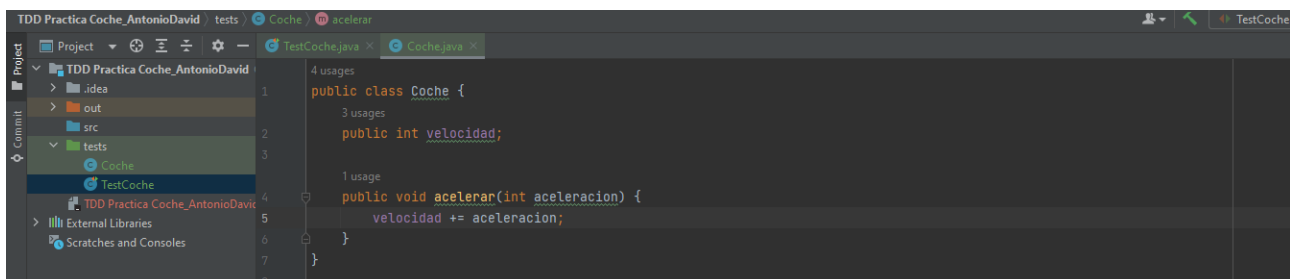 TDD Practica Coche_AntonioDavid > tests > Coche > acelerar
TestCoche
Project
TestCoche.java
Coche.java
Project
Commit
TDD Practica Coche_AntonioDavid
.idea
out
src
tests
Coche
TestCoche
TDD Practica Coche_AntonioDavid
External Libraries
Scratches and Consoles
4 usages
1 public class Coche {
3 usages
2 public int velocidad;
3
1 usage
4 public void acelerar(int aceleracion) {
5 velocidad += aceleracion;
6 }
7 }